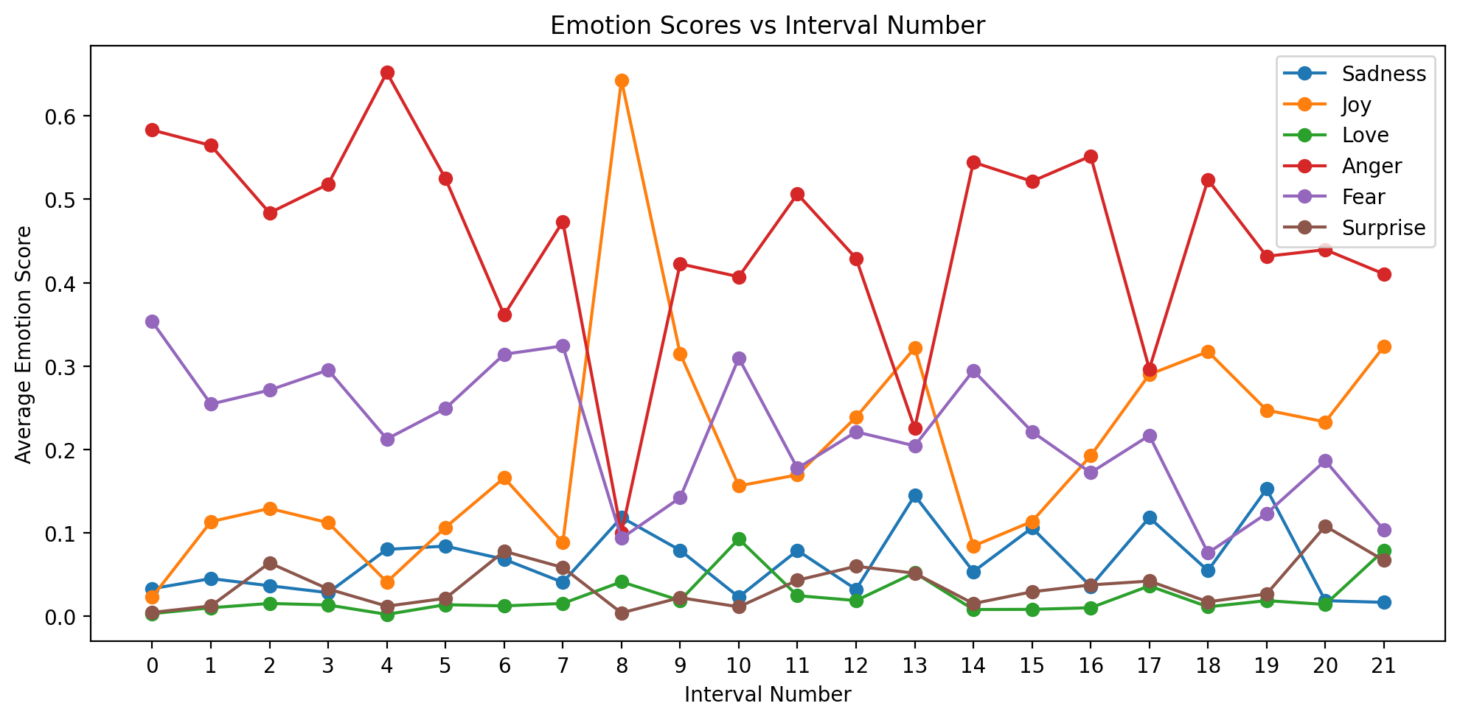 Emotion Scores vs Interval Number
Sadness
Joy
Love
Anger
Fear
Surprise
Average Emotion Score
0.6
0.5
0.4
0.3
0.2
0.1
0.0
0 1 2 3 4 5 6 7 8 9 10 11 12 13 14 15 16 17 18 19 20 21
Interval Number